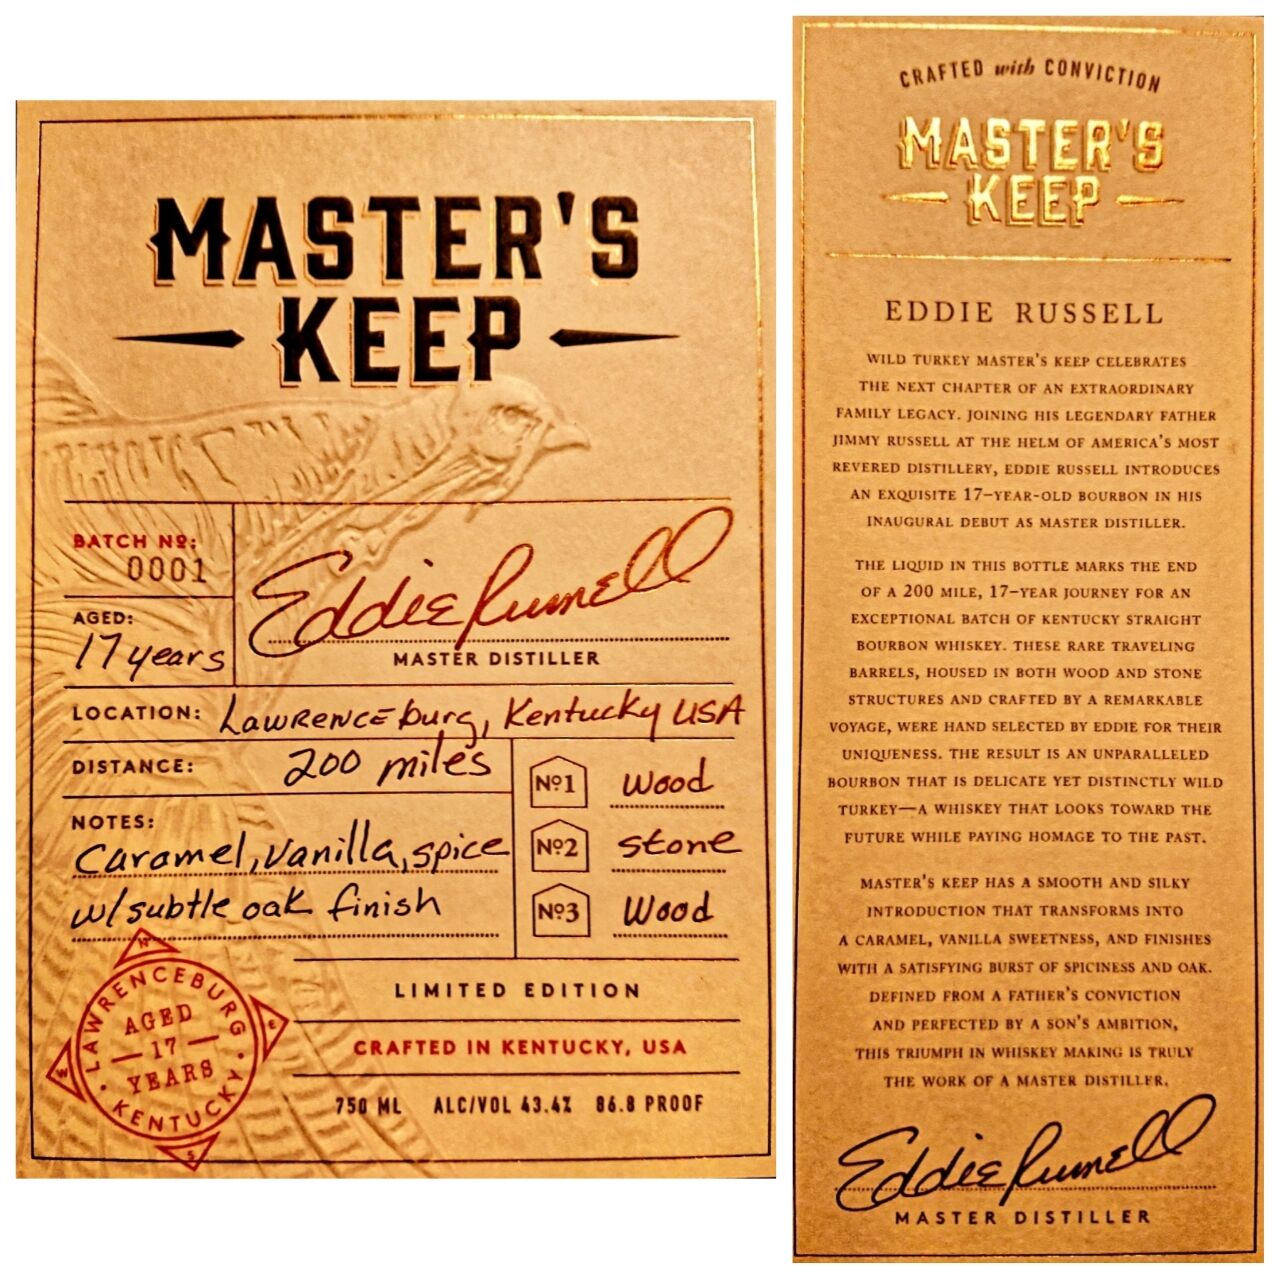 MASTER'S
KEEP
BATCH Nº:
0001
Eddie Russell
MASTER DISTILLER
AGED:
17 years
LOCATION: Lawrenceburg, Kentucky USA
DISTANCE: 200 miles
NOTES:
Caramel, Vanilla, spice
w/subtle oak finish
Nº1 Wood
Nº2 stone
Nº3 Wood
LIMITED EDITION
CRAFTED IN KENTUCKY, USA
750 ML ALC/VOL 43.4% 86.8 PROOF
N
E
S
W
LAWRENCEBURG
AGED
17
YEARS
KENTUCKY
CRAFTED with CONVICTION
MASTER'S
KEEP
EDDIE RUSSELL
WILD TURKEY MASTER'S KEEP CELEBRATES
THE NEXT CHAPTER OF AN EXTRAORDINARY
FAMILY LEGACY. JOINING HIS LEGENDARY FATHER
JIMMY RUSSELL AT THE HELM OF AMERICA'S MOST
REVERED DISTILLERY, EDDIE RUSSELL INTRODUCES
AN EXQUISITE 17-YEAR-OLD BOURBON IN HIS
INAUGURAL DEBUT AS MASTER DISTILLER.
THE LIQUID IN THIS BOTTLE MARKS THE END
OF A 200 MILE, 17-YEAR JOURNEY FOR AN
EXCEPTIONAL BATCH OF KENTUCKY STRAIGHT
BOURBON WHISKEY. THESE RARE TRAVELING
BARRELS, HOUSED IN BOTH WOOD AND STONE
STRUCTURES AND CRAFTED BY A REMARKABLE
VOYAGE, WERE HAND SELECTED BY EDDIE FOR THEIR
UNIQUENESS. THE RESULT IS AN UNPARALLELED
BOURBON THAT IS DELICATE YET DISTINCTLY WILD
TURKEY—A WHISKEY THAT LOOKS TOWARD THE
FUTURE WHILE PAYING HOMAGE TO THE PAST.
MASTER'S KEEP HAS A SMOOTH AND SILKY
INTRODUCTION THAT TRANSFORMS INTO
A CARAMEL, VANILLA SWEETNESS, AND FINISHES
WITH A SATISFYING BURST OF SPICINESS AND OAK.
DEFINED FROM A FATHER'S CONVICTION
AND PERFECTED BY A SON'S AMBITION,
THIS TRIUMPH IN WHISKEY MAKING IS TRULY
THE WORK OF A MASTER DISTILLER.
Eddie Russell
MASTER DISTILLER